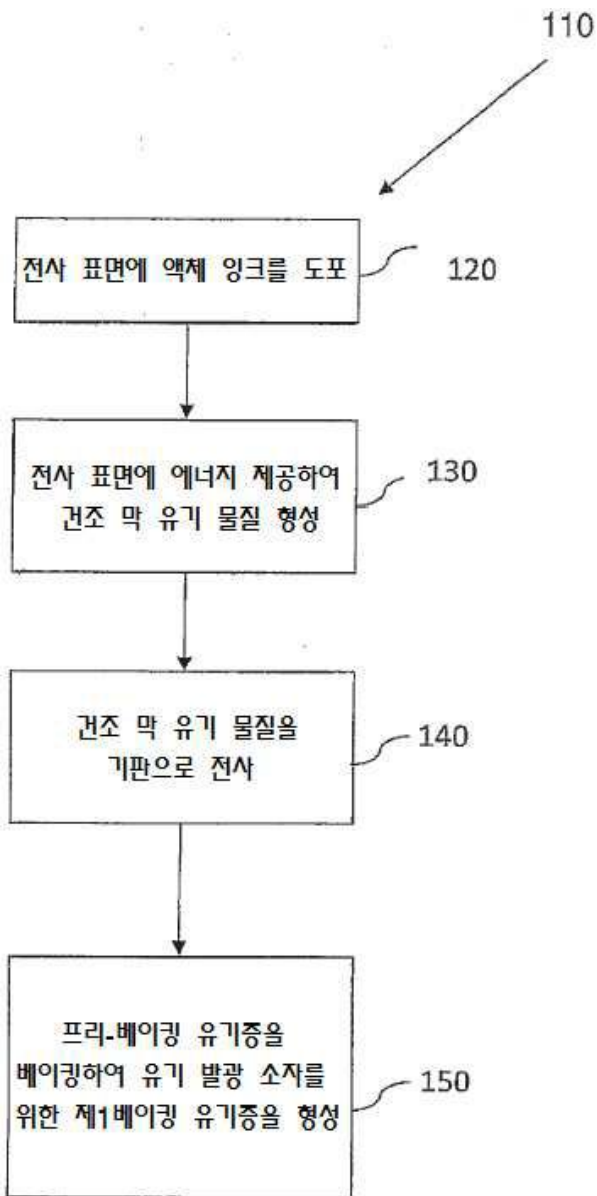 110
전사 표면에 액체 잉크를 도포
120
전사 표면에 에너지 제공하여
건조 막 유기 물질 형성
130
건조 막 유기 물질을
기판으로 전사
140
프리-베이킹 유기층을
베이킹하여 유기 발광 소자를
위한 제1베이킹 유기층을 형성
150